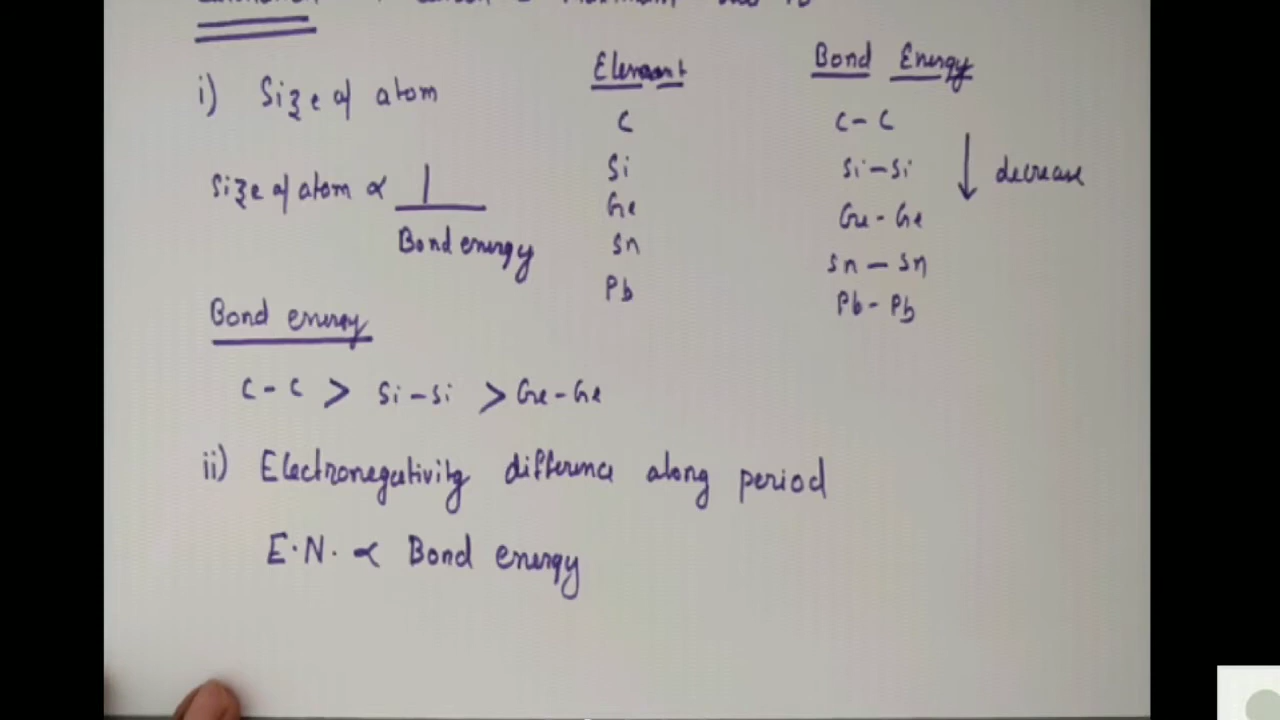 i) Size of atom
Size of atom ∝ 1
Bond energy
Bond energy
C - C > Si - Si > Ge - Ge
Element
C
Si
Ge
Sn
Pb
Bond Energy
C - C
Si - Si
Ge - Ge
Sn - Sn
Pb - Pb
↓ decrease
ii) Electronegativity difference along period
E.N. ∝ Bond energy